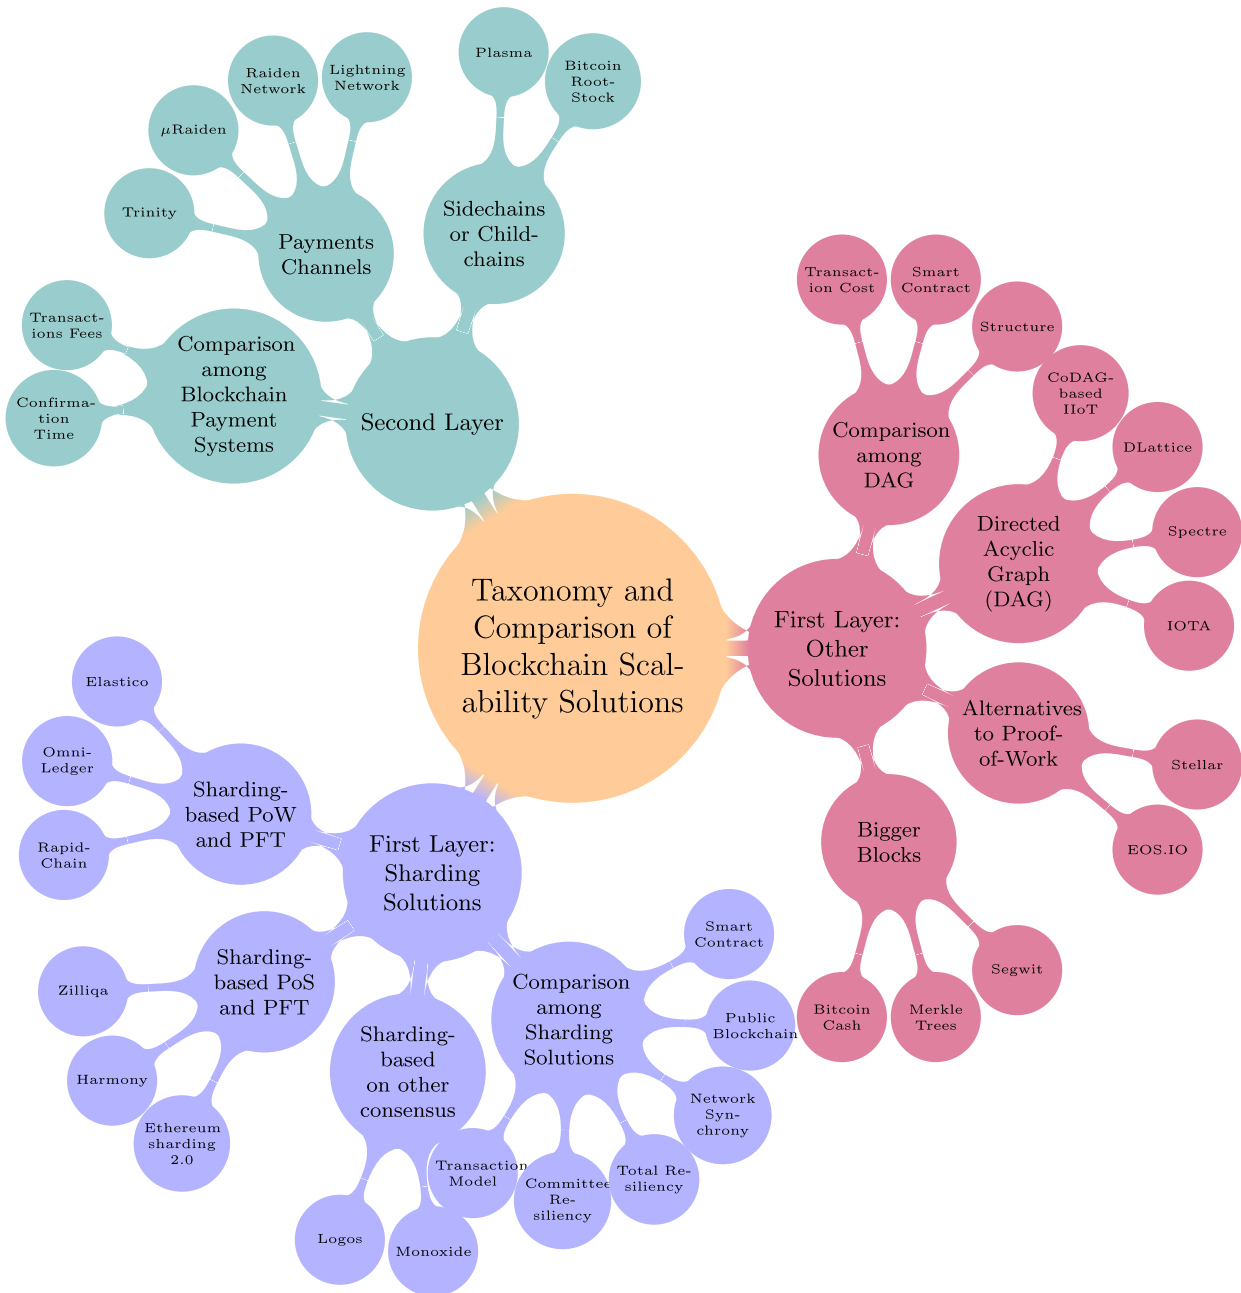 Taxonomy and
Comparison of
Blockchain Scal-
ability Solutions
Second Layer
Sidechains
or Child-
chains
Plasma
Bitcoin
Root-
Stock
Payments
Channels
Lightning
Network
Raiden
Network
μRaiden
Trinity
Comparison
among
Blockchain
Payment
Systems
Transact-
ions Fees
Confirma-
tion
Time
First Layer:
Other
Solutions
Comparison
among
DAG
Transact-
ion Cost
Smart
Contract
Structure
Directed
Acyclic
Graph
(DAG)
CoDAG-
based
IIoT
DLattice
Spectre
IOTA
Alternatives
to Proof-
of-Work
Stellar
EOS.IO
Bigger
Blocks
Segwit
Merkle
Trees
Bitcoin
Cash
First Layer:
Sharding
Solutions
Sharding-
based PoW
and PFT
Elastico
Omni-
Ledger
Rapid-
Chain
Sharding-
based PoS
and PFT
Zilliqa
Harmony
Ethereum
sharding
2.0
Sharding-
based
on other
consensus
Logos
Monoxide
Comparison
among
Sharding
Solutions
Transaction
Model
Committee
Re-
siliency
Total Re-
siliency
Network
Syn-
chrony
Public
Blockchain
Smart
Contract